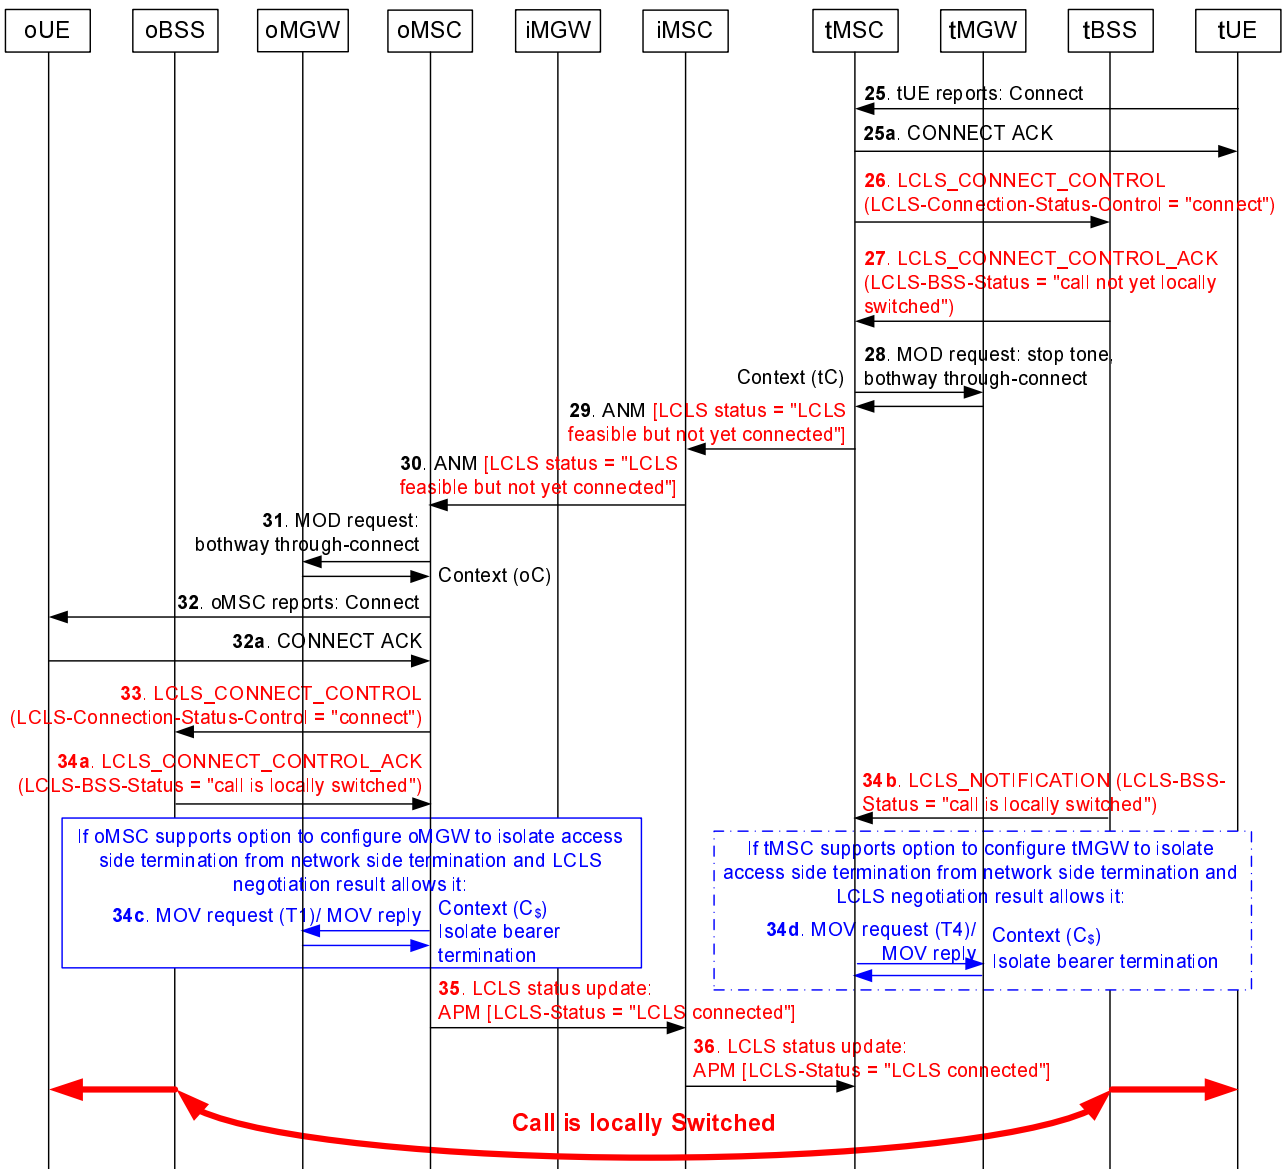 oUE oBSS oMGW oMSC iMGW iMSC tMSC tMGW tBSS tUE
25. tUE reports: Connect
25a. CONNECT ACK
26. LCLS_CONNECT_CONTROL
(LCLS-Connection-Status-Control = "connect")
27. LCLS_CONNECT_CONTROL_ACK
(LCLS-BSS-Status = "call not yet locally
switched")
28. MOD request: stop tone,
bothway through-connect
Context (tC)
29. ANM [LCLS status = "LCLS
feasible but not yet connected"]
30. ANM [LCLS status = "LCLS
feasible but not yet connected"]
31. MOD request:
bothway through-connect
Context (oC)
32. oMSC reports: Connect
32a. CONNECT ACK
33. LCLS_CONNECT_CONTROL
(LCLS-Connection-Status-Control = "connect")
34a. LCLS_CONNECT_CONTROL_ACK
(LCLS-BSS-Status = "call is locally switched")
34b. LCLS_NOTIFICATION (LCLS-BSS-
Status = "call is locally switched")
If oMSC supports option to configure oMGW to isolate access
side termination from network side termination and LCLS
negotiation result allows it:
34c. MOV request (T1)/ MOV reply
Context (C$)
Isolate bearer
termination
If tMSC supports option to configure tMGW to isolate
access side termination from network side termination and
LCLS negotiation result allows it:
34d. MOV request (T4)/
MOV reply
Context (C$)
Isolate bearer termination
35. LCLS status update:
APM [LCLS-Status = "LCLS connected"]
36. LCLS status update:
APM [LCLS-Status = "LCLS connected"]
Call is locally Switched